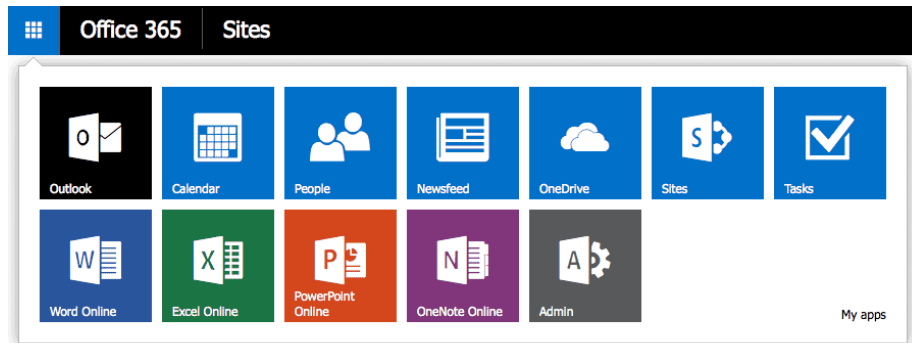 Office 365 Sites
O
S
Outlook Calendar People Newsfeed OneDrive Sites Tasks
W X P N A
Word Online Excel Online PowerPoint Online OneNote Online Admin
My apps